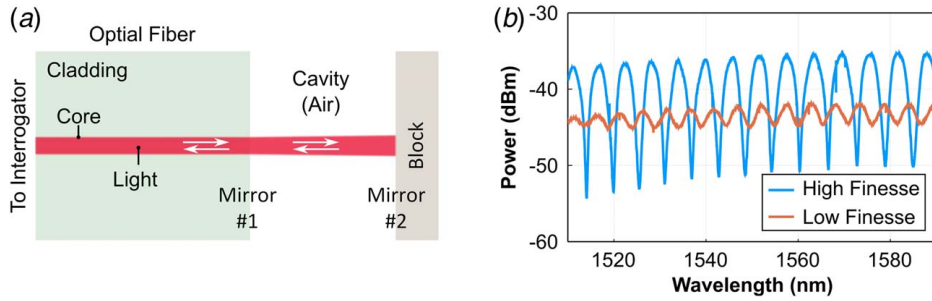 (a)
Optial Fiber
Cladding
Cavity
(Air)
Core
Light
To Interrogator
Mirror
#1
Mirror
#2
Block
(b)
Power (dBm)
-30
-40
-50
-60
High Finesse
Low Finesse
1520 1540 1560 1580
Wavelength (nm)